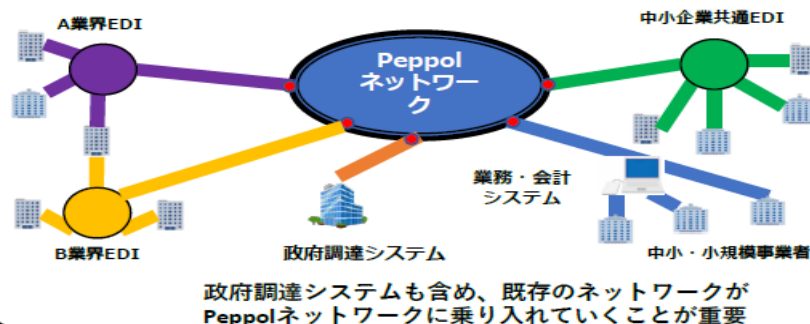 A業界EDI
中小企業共通EDI
Peppol
ネットワー
ク
業務・会計
システム
B業界EDI
政府調達システム
中小・小規模事業者
政府調達システムも含め、既存のネットワークが
Peppolネットワークに乗り入れていくことが重要